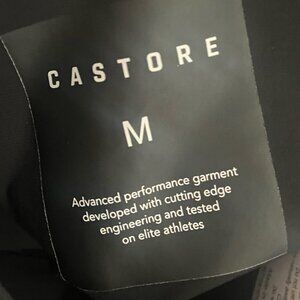 CASTORE
M
Advanced performance garment
developed with cutting edge
engineering and tested
on elite athletes